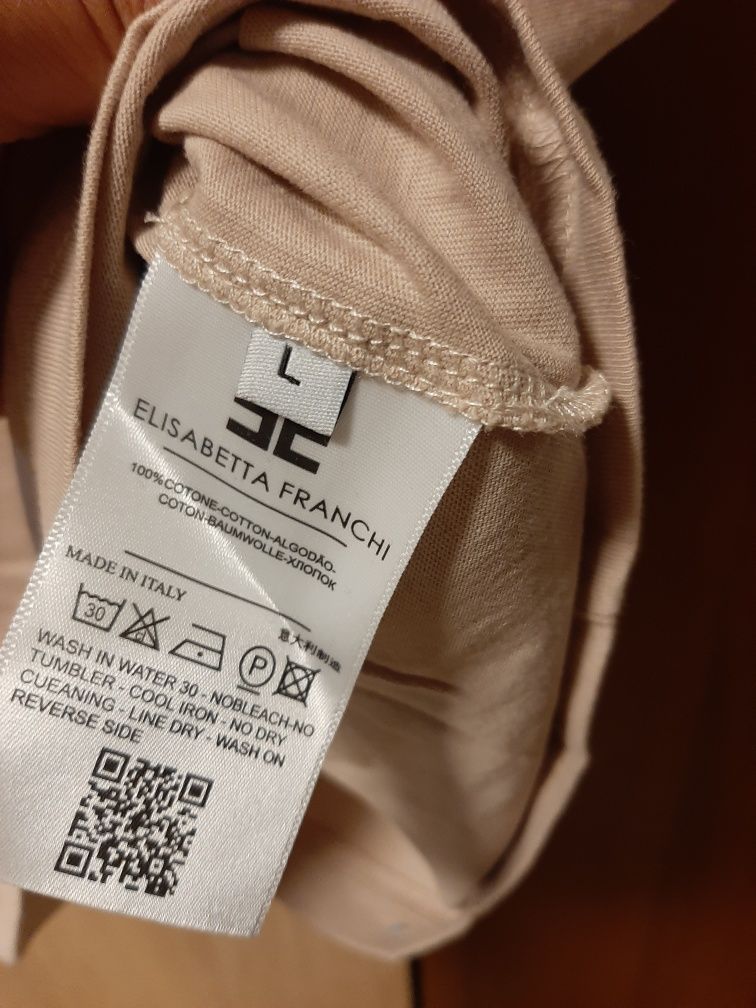 L
ELISABETTA FRANCHI
100%COTONE-COTTON-ALGODÃO-
COTON-BAUMWOLLE-ХЛОПОК
MADE IN ITALY
意大利制造
30
P
WASH IN WATER 30 - NOBLEACH-NO
TUMBLER - COOL IRON - NO DRY
CUEANING - LINE DRY - WASH ON
REVERSE SIDE